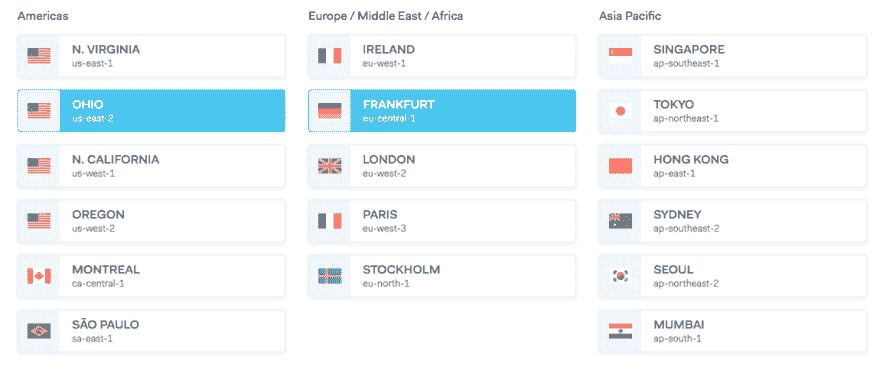 Americas
N. VIRGINIA
us-east-1
OHIO
us-east-2
N. CALIFORNIA
us-west-1
OREGON
us-west-2
MONTREAL
ca-central-1
SÃO PAULO
sa-east-1
Europe / Middle East / Africa
IRELAND
eu-west-1
FRANKFURT
eu-central-1
LONDON
eu-west-2
PARIS
eu-west-3
STOCKHOLM
eu-north-1
Asia Pacific
SINGAPORE
ap-southeast-1
TOKYO
ap-northeast-1
HONG KONG
ap-east-1
SYDNEY
ap-southeast-2
SEOUL
ap-northeast-2
MUMBAI
ap-south-1